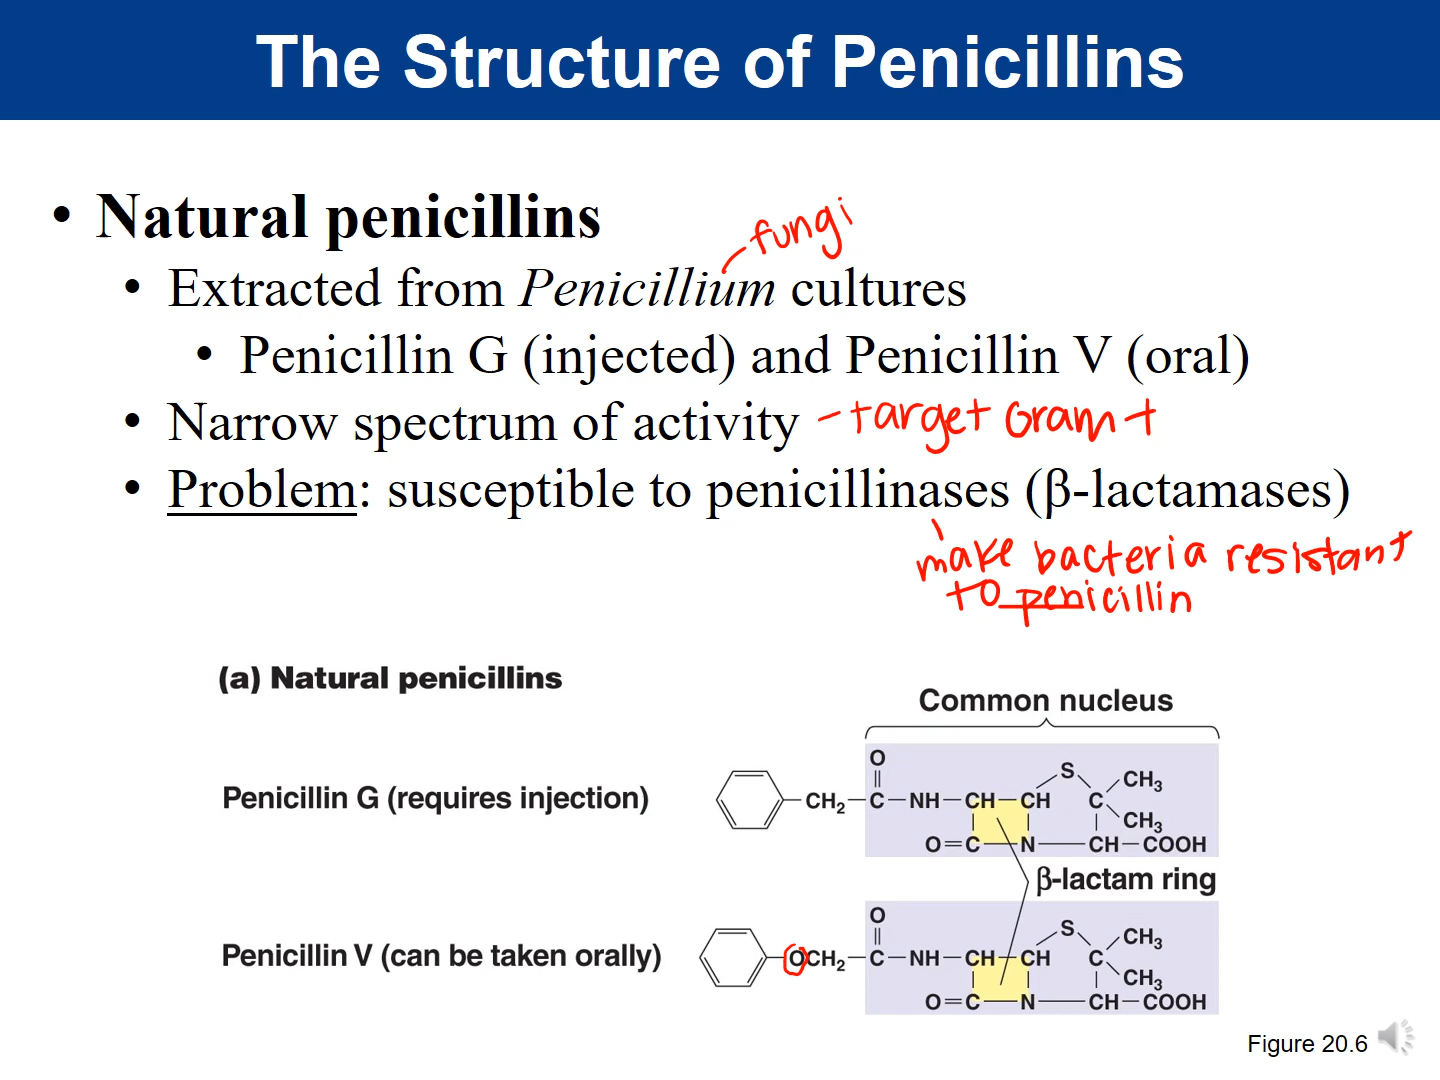 The Structure of Penicillins
• Natural penicillins
fungi
• Extracted from Penicillium cultures
• Penicillin G (injected) and Penicillin V (oral)
• Narrow spectrum of activity - target Gram +
• Problem: susceptible to penicillinases (β-lactamases)
make bacteria resistant
to penicillin
(a) Natural penicillins
Common nucleus
Penicillin G (requires injection)
O
S
CH3
CH2 C NH CH CH C
CH3
O=C N CH COOH
β-lactam ring
Penicillin V (can be taken orally)
O
S
CH3
OCH2 C NH CH CH C
CH3
O=C N CH COOH
Figure 20.6